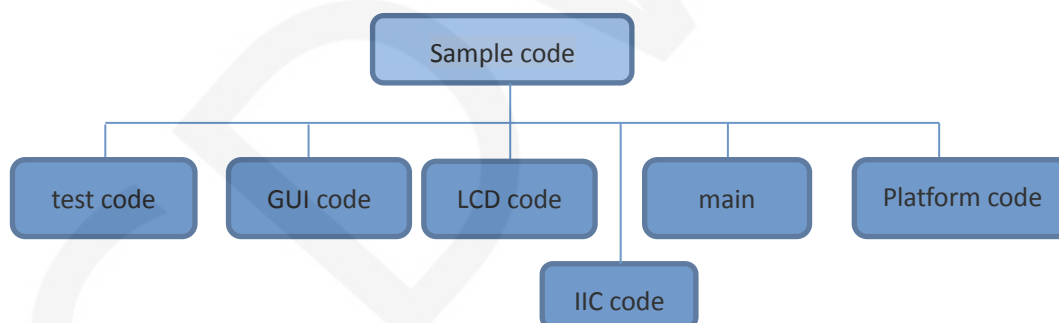 Sample code
test code
GUI code
LCD code
main
Platform code
IIC code